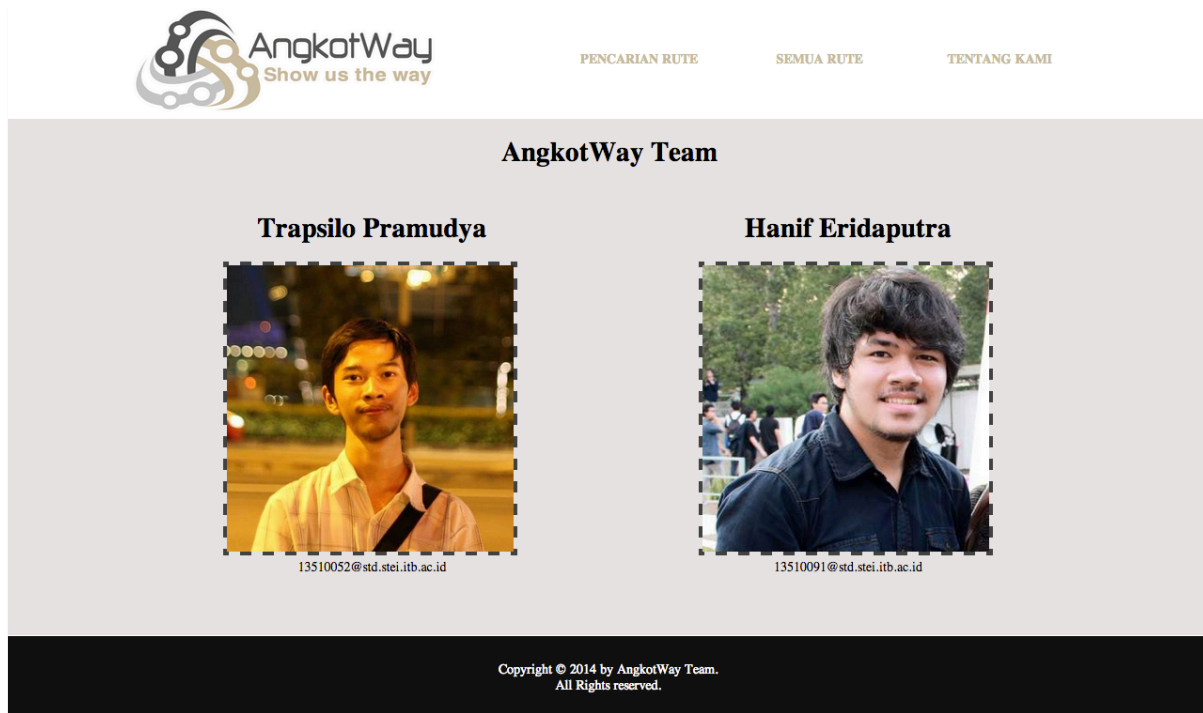 AngkotWay
Show us the way
PENCARIAN RUTE SEMUA RUTE TENTANG KAMI
AngkotWay Team
Trapsilo Pramudya
13510052@std.stei.itb.ac.id
Hanif Eridaputra
13510091@std.stei.itb.ac.id
Copyright © 2014 by AngkotWay Team.
All Rights reserved.